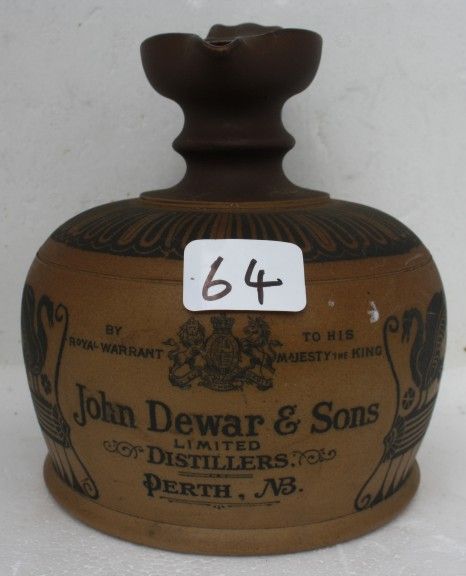 64
BY TO HIS
ROYAL WARRANT MAJESTY THE KING
John Dewar & Sons
LIMITED
DISTILLERS.
PERTH, NB.